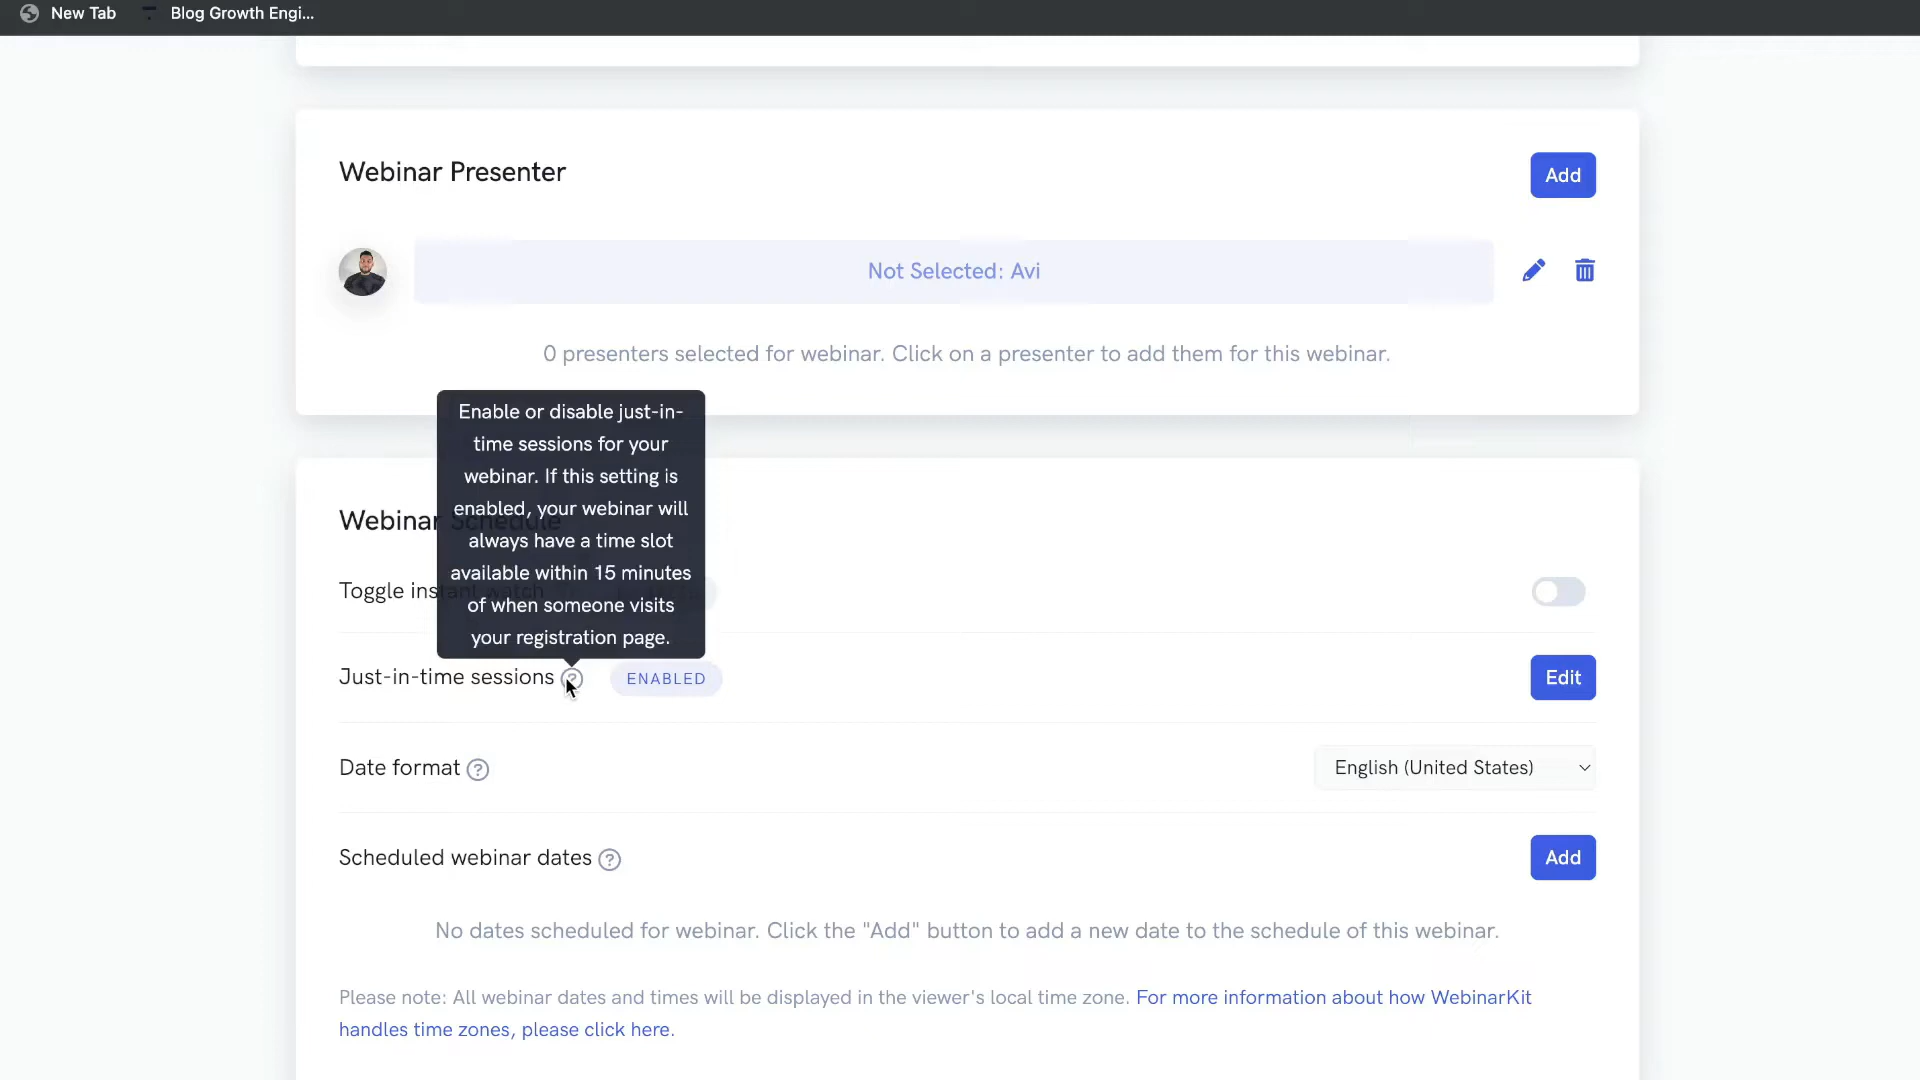 New Tab
Blog Growth Engi...
Webinar Presenter
Add
Not Selected: Avi
0 presenters selected for webinar. Click on a presenter to add them for this webinar.
Enable or disable just-in-
time sessions for your
webinar. If this setting is
enabled, your webinar will
always have a time slot
available within 15 minutes
of when someone visits
your registration page.
Webinar Schedule
Toggle instant watch
Just-in-time sessions
ENABLED
Edit
Date format
English (United States)
Scheduled webinar dates
Add
No dates scheduled for webinar. Click the "Add" button to add a new date to the schedule of this webinar.
Please note: All webinar dates and times will be displayed in the viewer's local time zone. For more information about how WebinarKit
handles time zones, please click here.